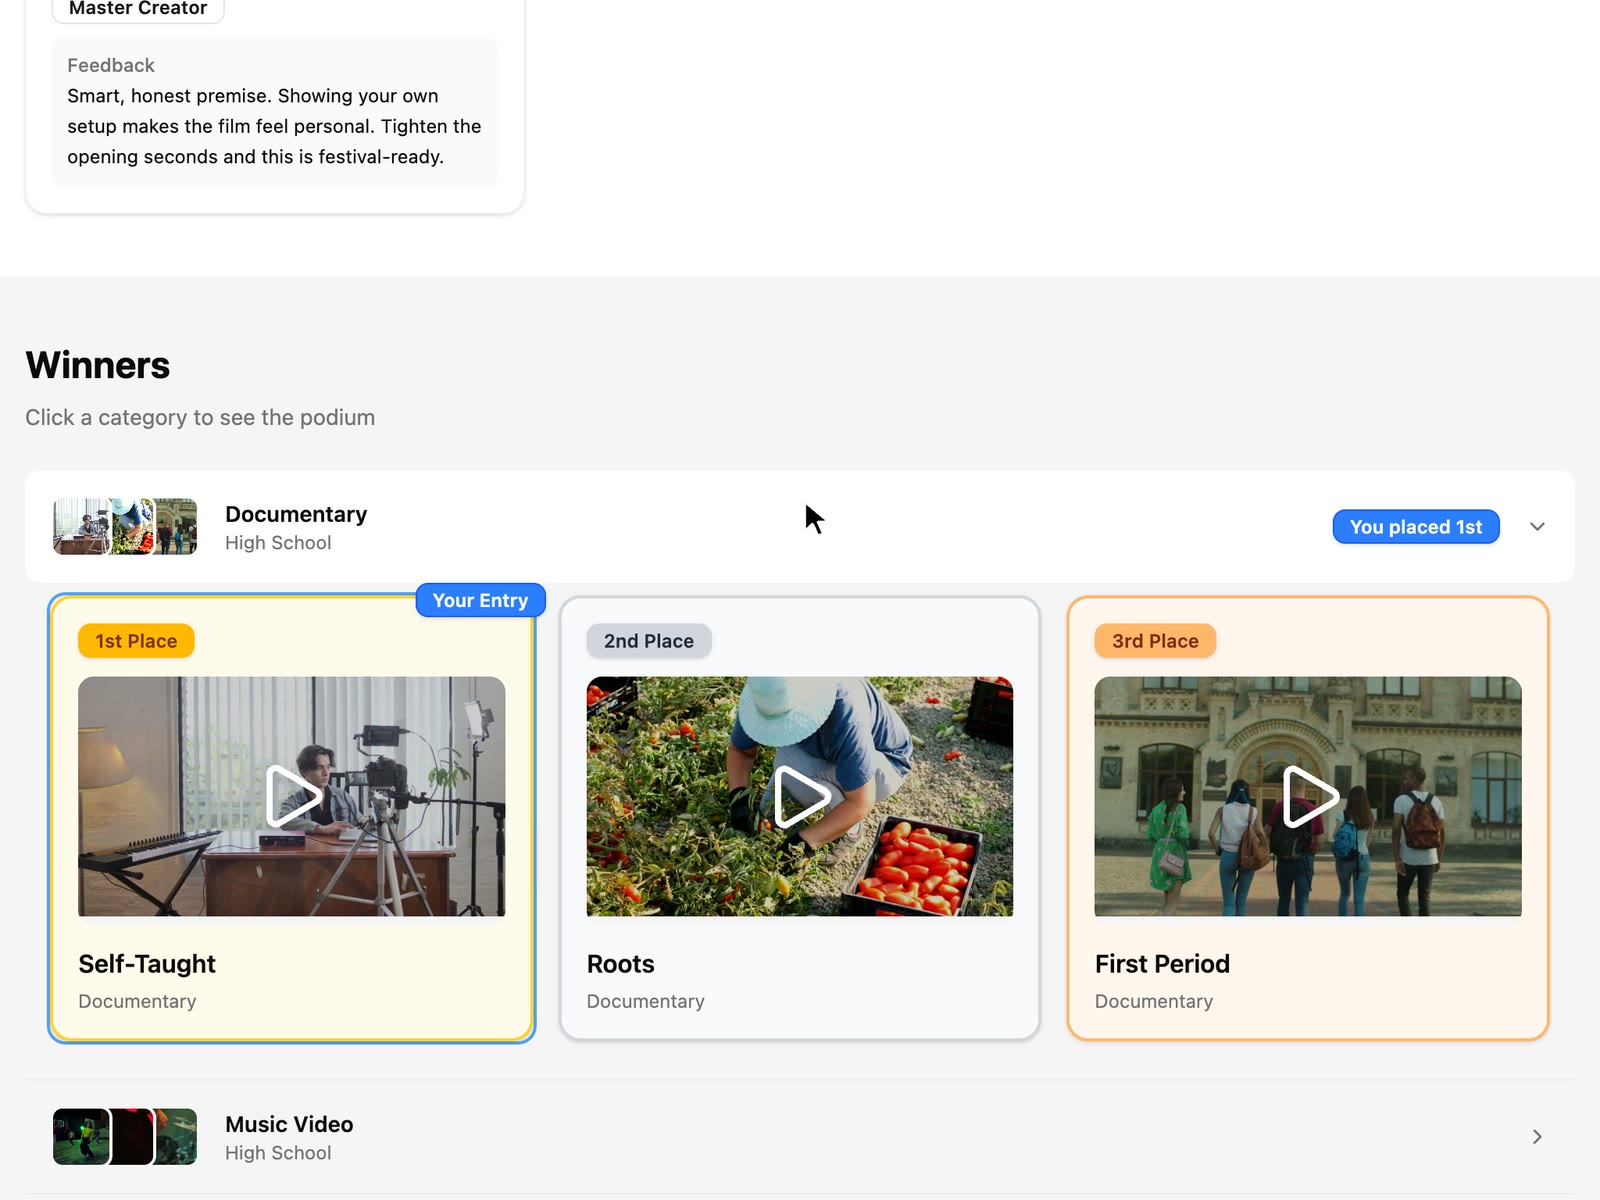 Master Creator
Feedback
Smart, honest premise. Showing your own
setup makes the film feel personal. Tighten the
opening seconds and this is festival-ready.
Winners
Click a category to see the podium
Documentary
High School
You placed 1st
Your Entry
1st Place
2nd Place
3rd Place
Self-Taught
Documentary
Roots
Documentary
First Period
Documentary
Music Video
High School